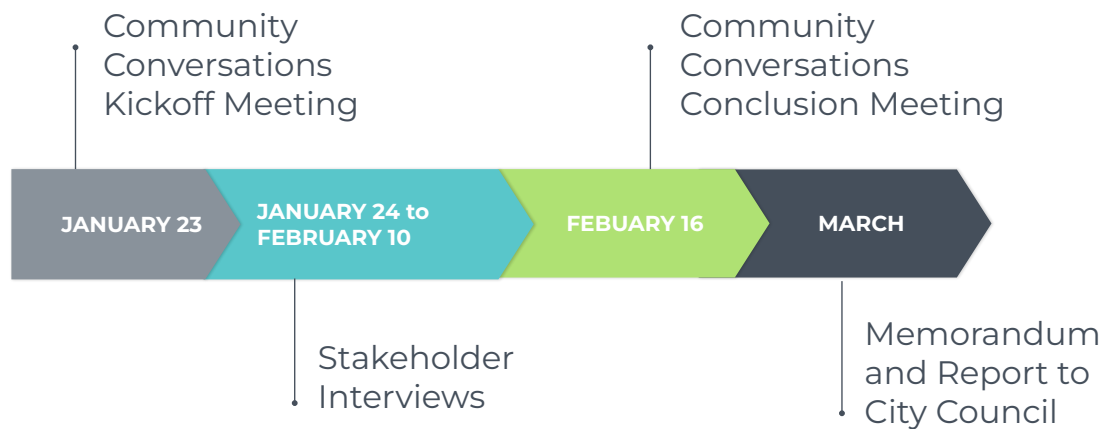 Community
Conversations
Kickoff Meeting
Community
Conversations
Conclusion Meeting
JANUARY 23
JANUARY 24 to
FEBRUARY 10
FEBUARY 16
MARCH
Stakeholder
Interviews
Memorandum
and Report to
City Council